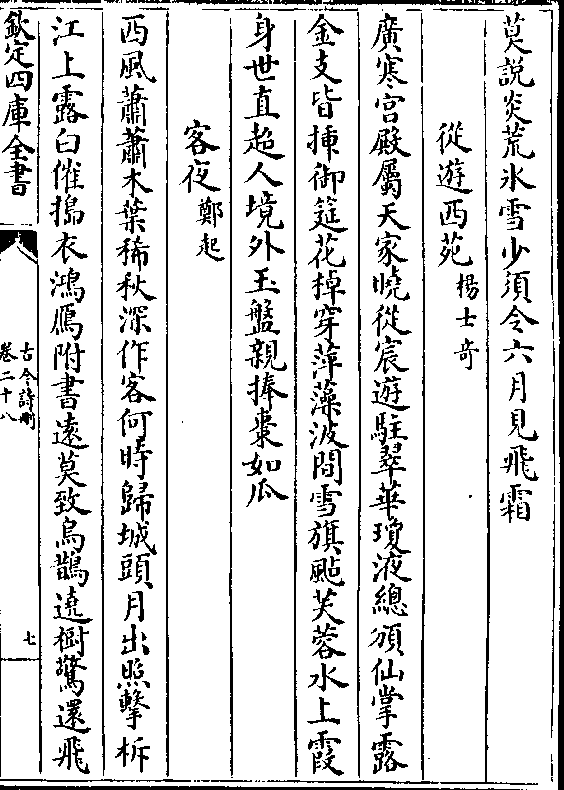 莫說炎荒氷雪少須令六月見飛霜
從遊西苑 楊士奇
廣寒宮殿屬天家曉從宸遊駐翠華瓊液總頒仙掌露
金支皆揷御筵花棹穿萍藻波間雪旗颭芙蓉水上霞
身世直超人境外玉盤親捧棗如瓜
客夜 鄭起
西風蕭蕭木葉稀秋深作客何時歸城頭月出照擊柝
江上露白催搗衣鴻鴈附書遠莫致烏鵲遶樹驚還飛
欽定四庫全書
古今詩刪
卷二十八
七